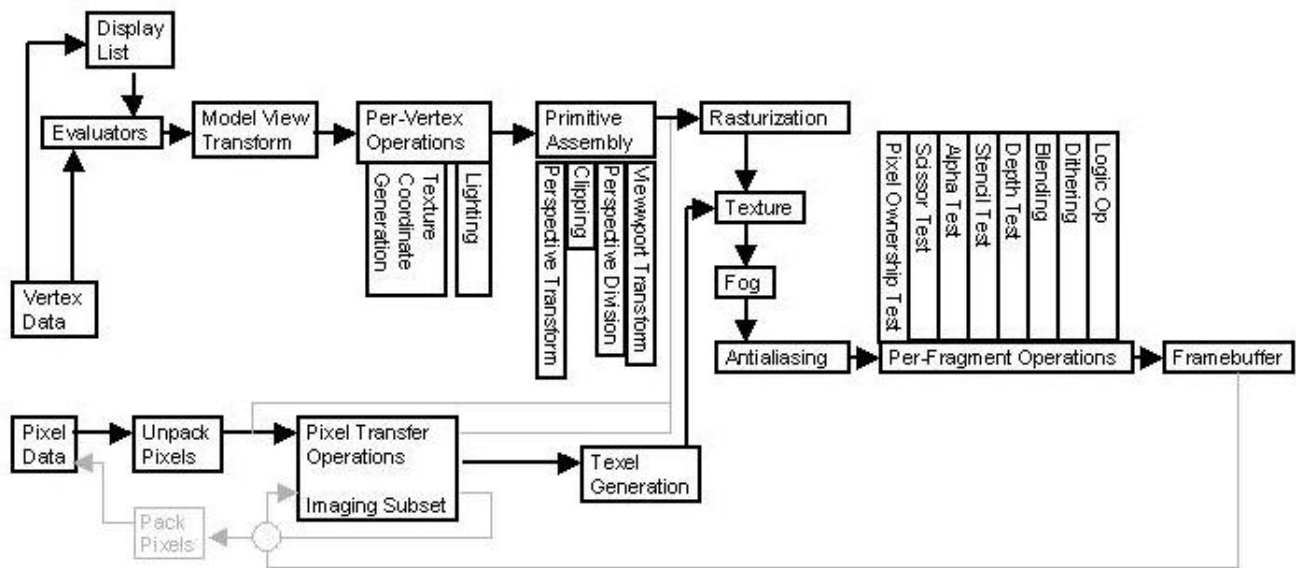 Display
List
Evaluators
Model View
Transform
Per-Vertex
Operations
Texture
Coordinate
Generation
Lighting
Primitive
Assembly
Perspective Transform
Clipping
Perspective Division
Viewwport Transform
Rasturization
Texture
Fog
Antialiasing
Pixel Ownership Test
Scissor Test
Alpha Test
Stencil Test
Depth Test
Blending
Dithering
Logic Op
Per-Fragment Operations
Framebuffer
Vertex
Data
Pixel
Data
Unpack
Pixels
Pixel Transfer
Operations
Imaging Subset
Texel
Generation
Pack
Pixels